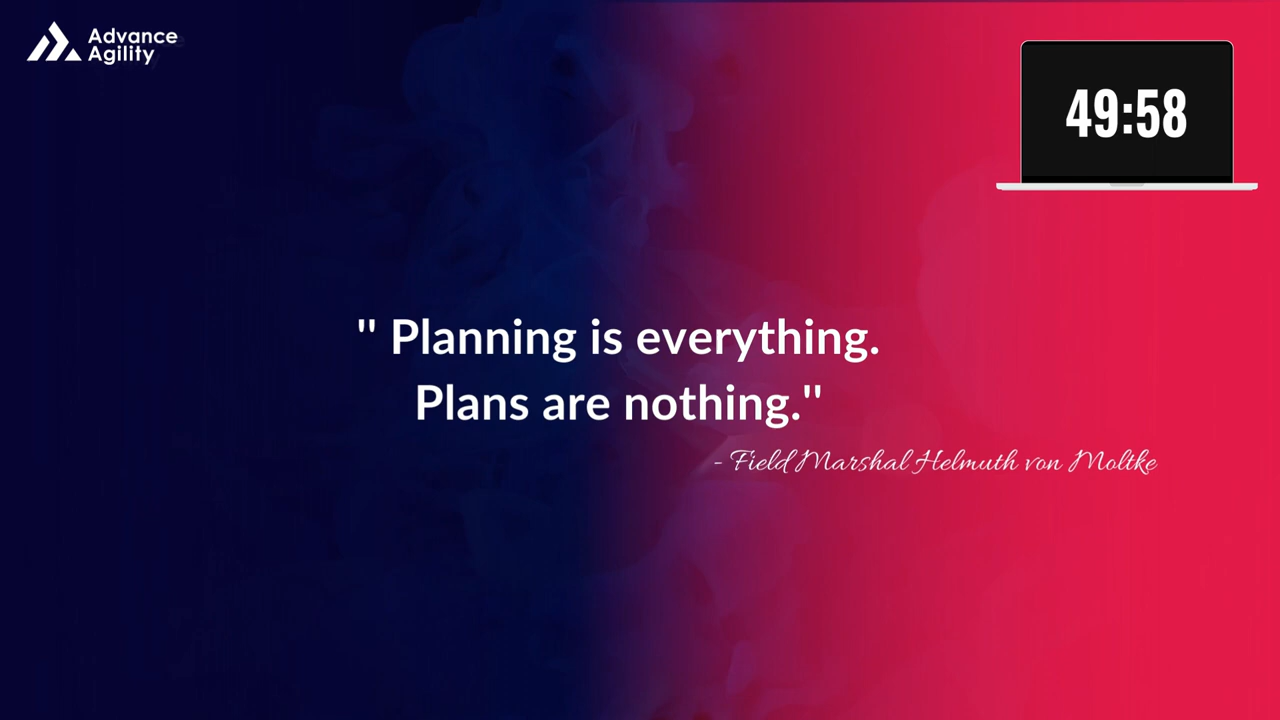 Advance
Agility
49:58
" Planning is everything.
Plans are nothing."
- Field Marshal Helmuth von Moltke